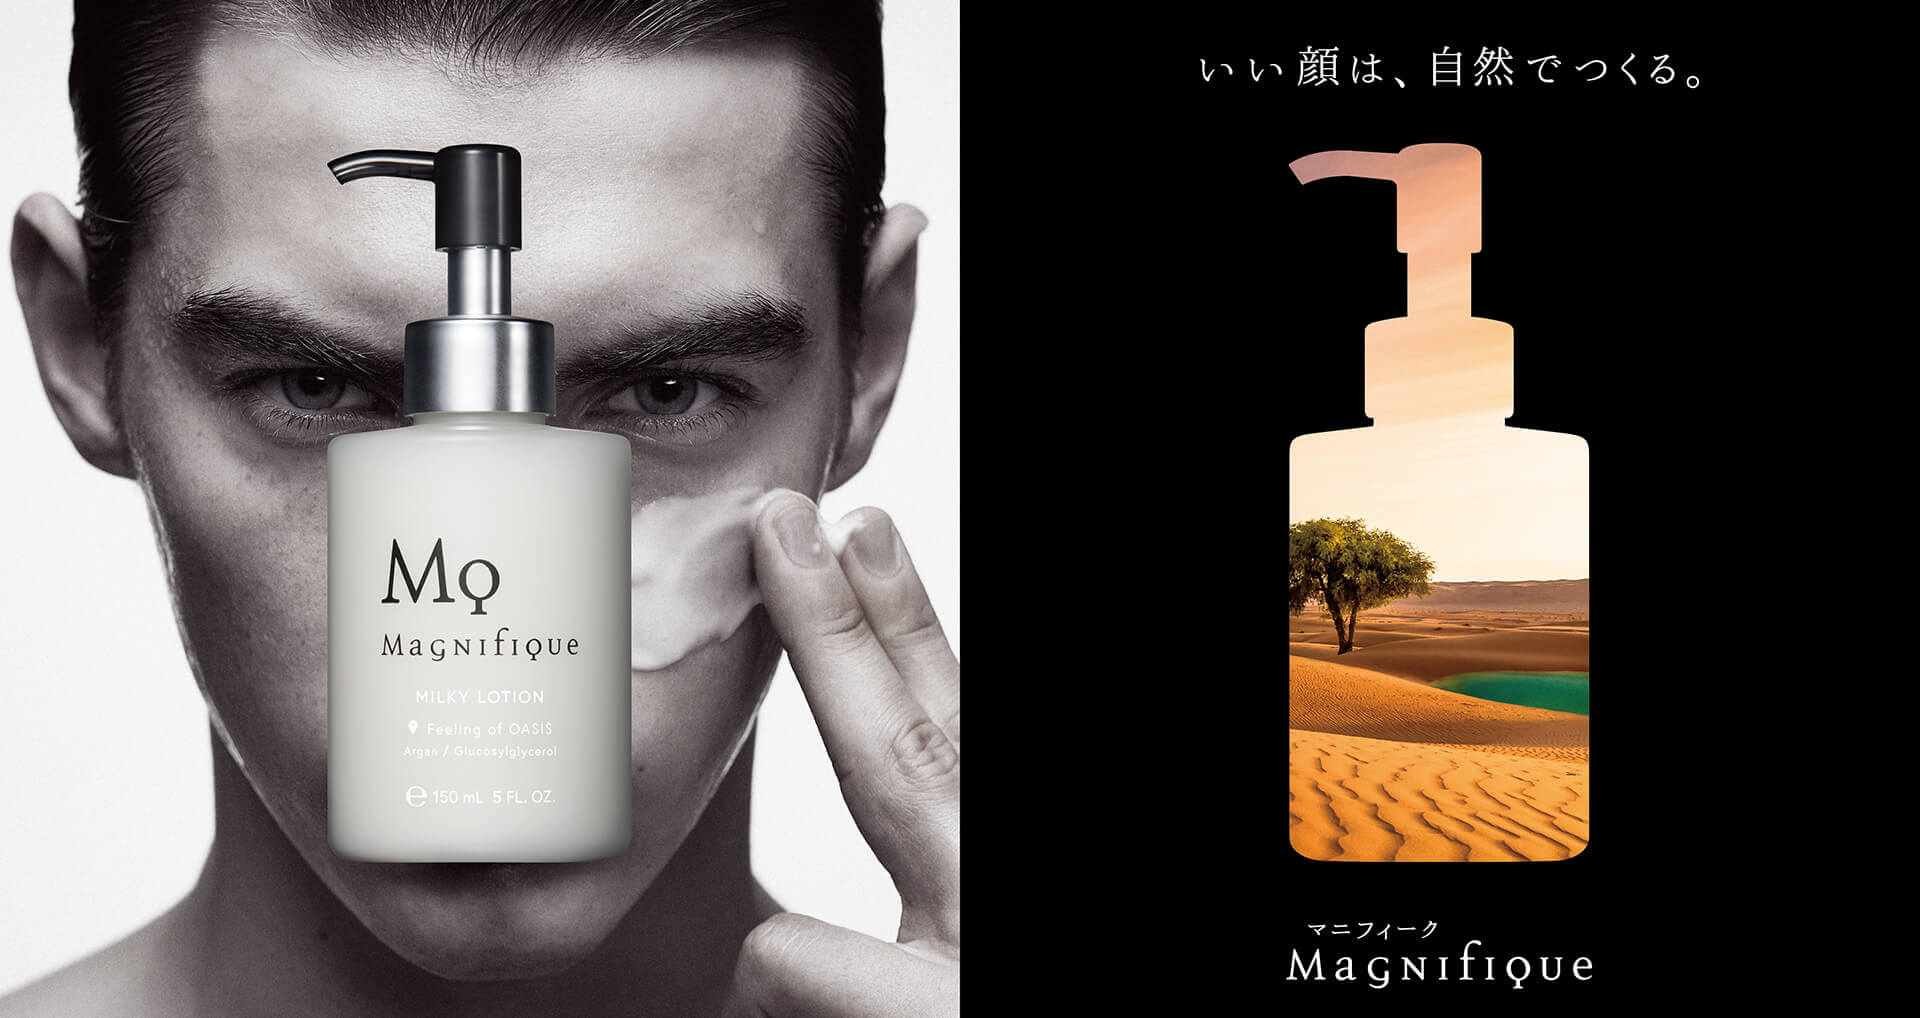 Mq
Magnifique
MILKY LOTION
Feeling of OASIS
Argan / Glucosylglycerol
℮ 150 mL 5 FL. OZ.
いい顔は、自然でつくる。
マニフィーク
Magnifique